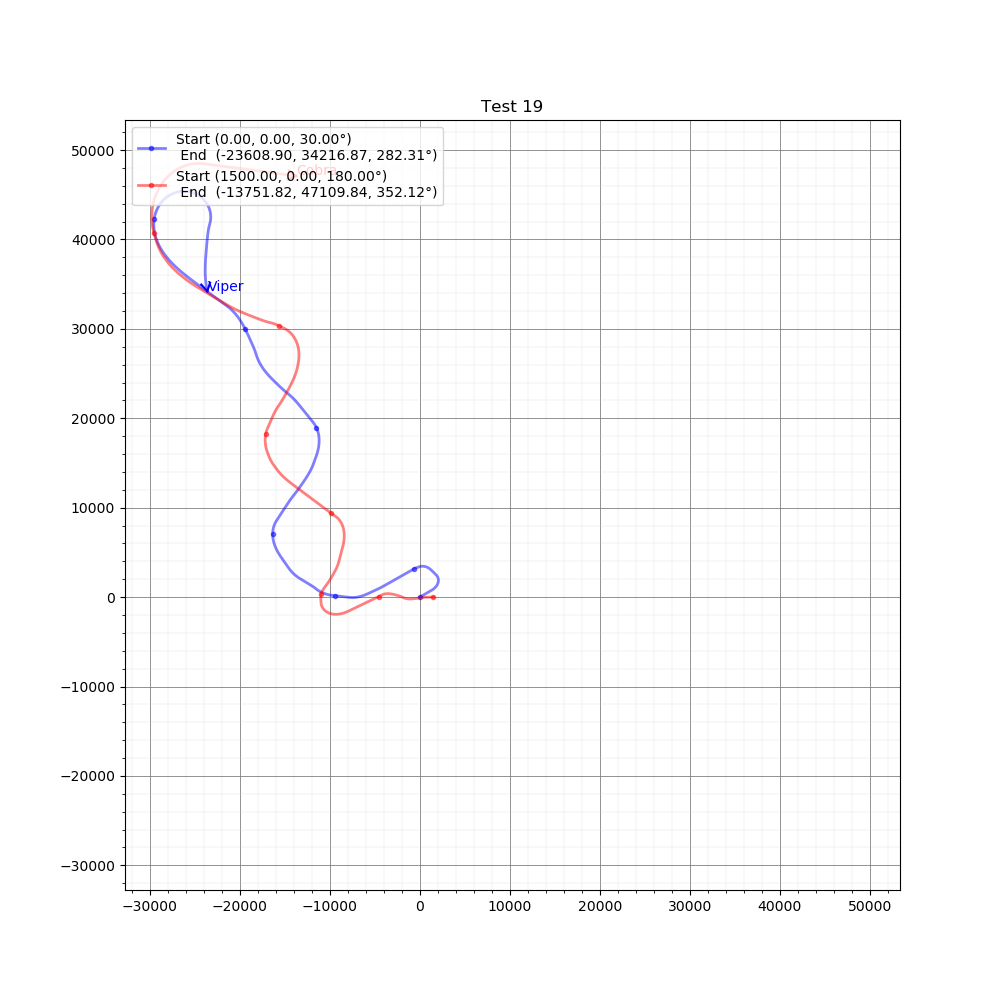 Test 19
Start (0.00, 0.00, 30.00°)
End (-23608.90, 34216.87, 282.31°)
Cobra
Start (1500.00, 0.00, 180.00°)
End (-13751.82, 47109.84, 352.12°)
Viper
50000
40000
30000
20000
10000
0
−10000
−20000
−30000
−30000 −20000 −10000 0 10000 20000 30000 40000 50000